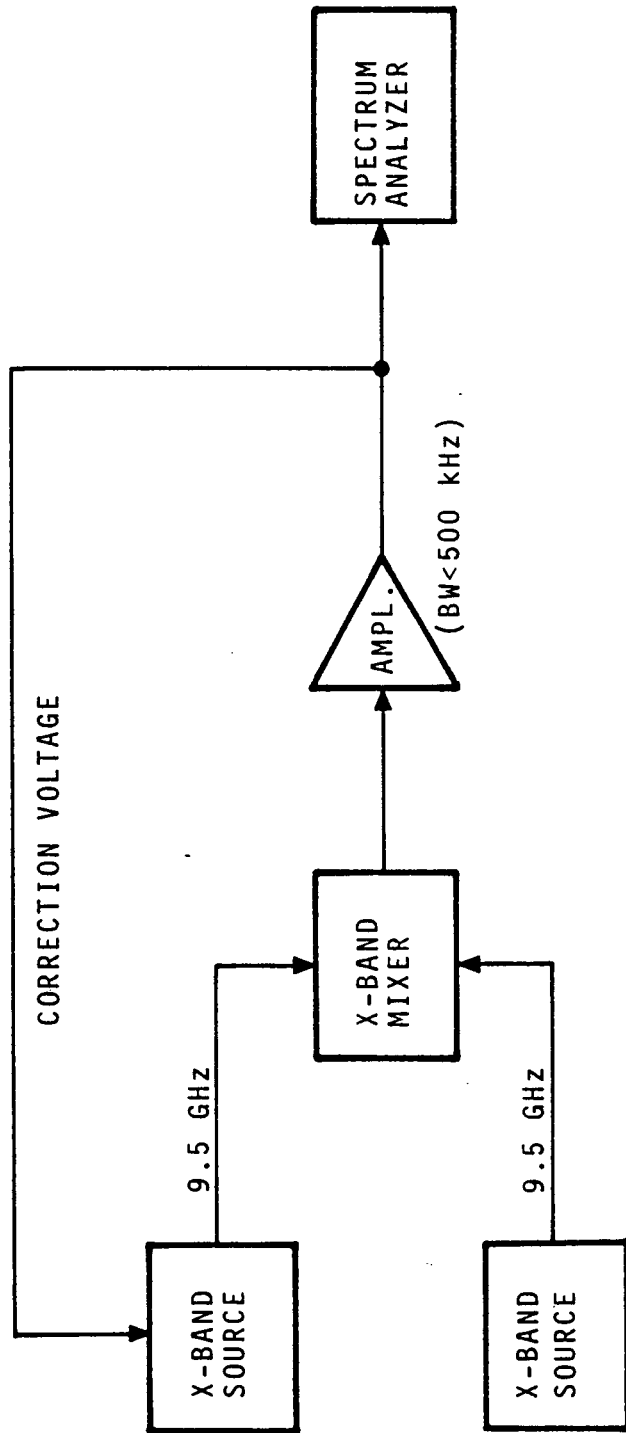 CORRECTION VOLTAGE
X-BAND
SOURCE
9.5 GHz
X-BAND
MIXER
AMPL.
(BW<500 kHz)
SPECTRUM
ANALYZER
X-BAND
SOURCE
9.5 GHz